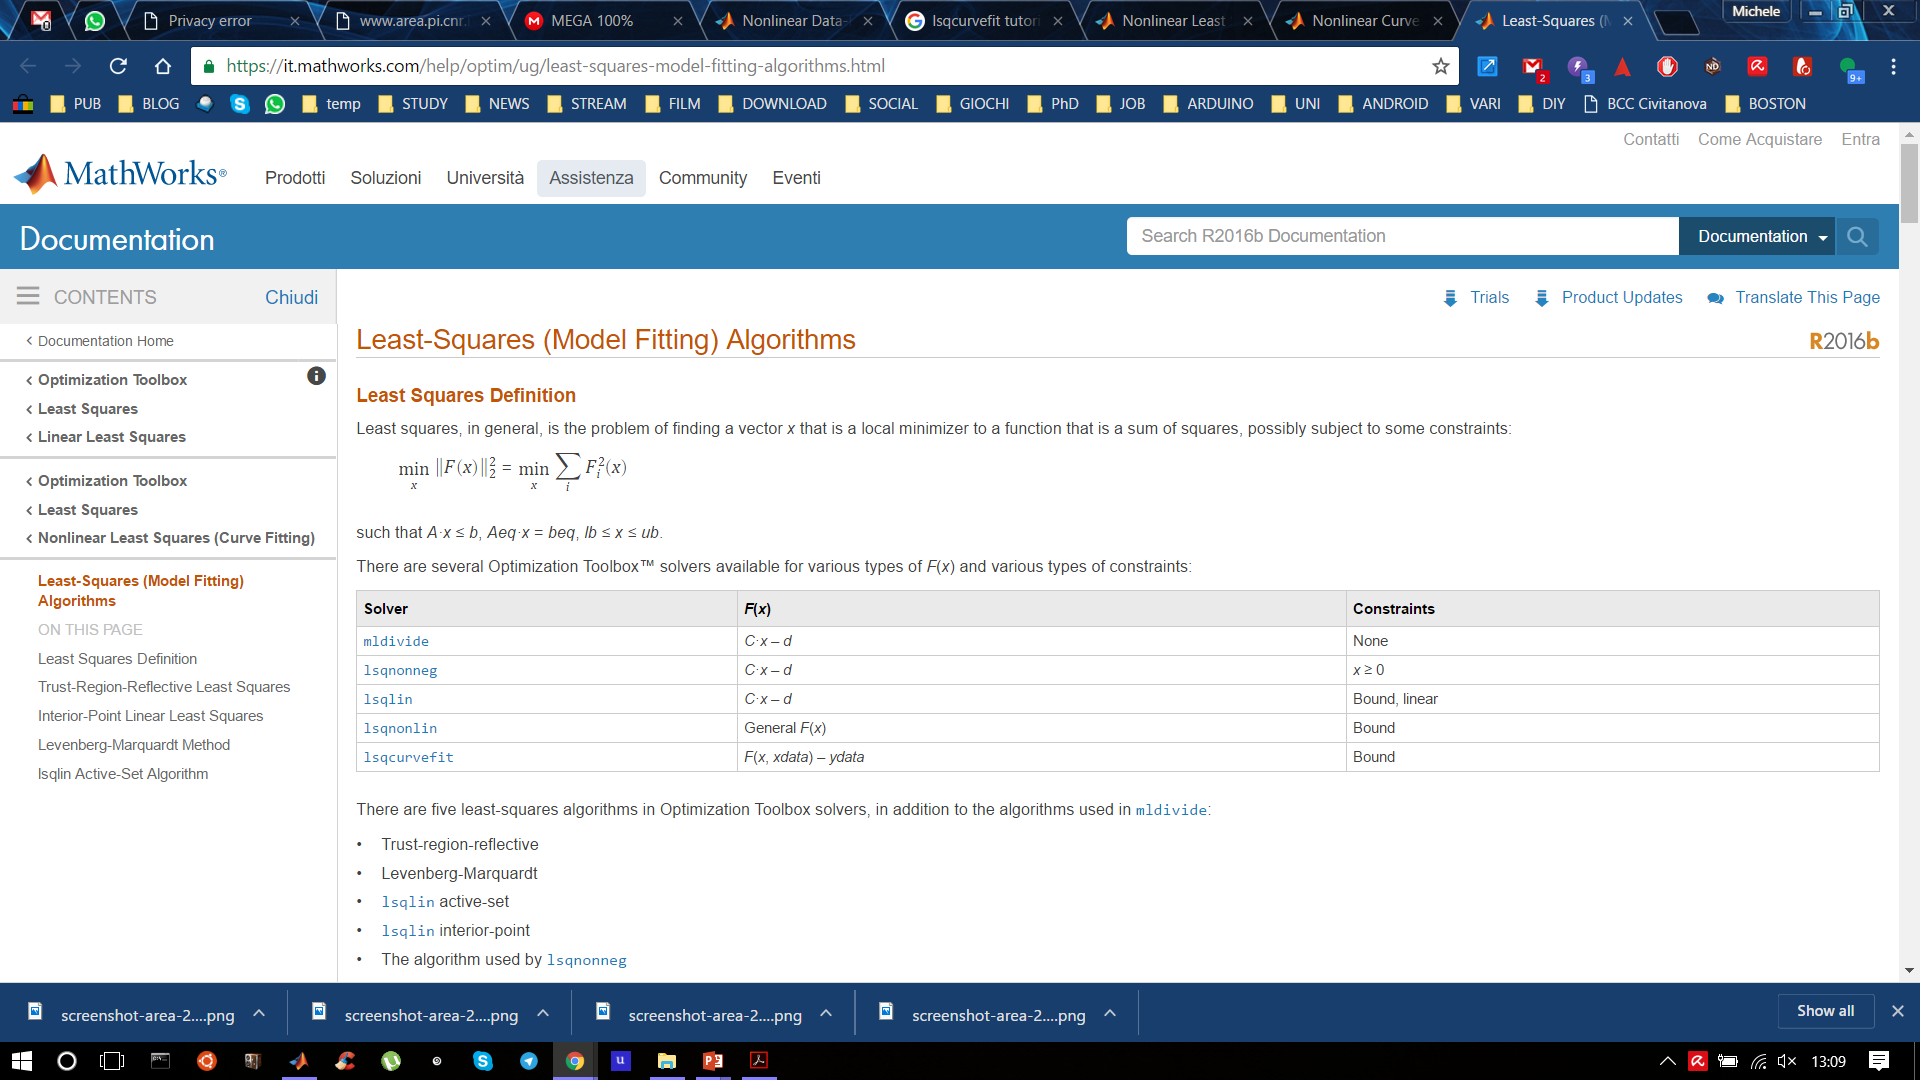 Privacy error
www.area.pi.cnr.
MEGA 100%
Nonlinear Data-
lsqcurvefit tutori
Nonlinear Least
Nonlinear Curve
Least-Squares (
Michele
https://it.mathworks.com/help/optim/ug/least-squares-model-fitting-algorithms.html
2
3
ND
9+
PUB
BLOG
temp
STUDY
NEWS
STREAM
FILM
DOWNLOAD
SOCIAL
GIOCHI
PhD
JOB
ARDUINO
UNI
ANDROID
VARI
DIY
BCC Civitanova
BOSTON
Contatti
Come Acquistare
Entra
MathWorks®
Prodotti
Soluzioni
Università
Assistenza
Community
Eventi
Documentation
Search R2016b Documentation
Documentation
CONTENTS
Chiudi
Trials
Product Updates
Translate This Page
‹ Documentation Home
‹ Optimization Toolbox
‹ Least Squares
‹ Linear Least Squares
‹ Optimization Toolbox
‹ Least Squares
‹ Nonlinear Least Squares (Curve Fitting)
Least-Squares (Model Fitting)
Algorithms
ON THIS PAGE
Least Squares Definition
Trust-Region-Reflective Least Squares
Interior-Point Linear Least Squares
Levenberg-Marquardt Method
lsqlin Active-Set Algorithm
Least-Squares (Model Fitting) Algorithms
R2016b
Least Squares Definition
Least squares, in general, is the problem of finding a vector x that is a local minimizer to a function that is a sum of squares, possibly subject to some constraints:
min_x ‖F(x)‖₂² = min_x ∑_i F_i²(x)
such that A·x ≤ b, Aeq·x = beq, lb ≤ x ≤ ub.
There are several Optimization Toolbox™ solvers available for various types of F(x) and various types of constraints:
Solver F(x) Constraints
mldivide C·x – d None
lsqnonneg C·x – d x ≥ 0
lsqlin C·x – d Bound, linear
lsqnonlin General F(x) Bound
lsqcurvefit F(x, xdata) – ydata Bound
There are five least-squares algorithms in Optimization Toolbox solvers, in addition to the algorithms used in mldivide:
• Trust-region-reflective
• Levenberg-Marquardt
• lsqlin active-set
• lsqlin interior-point
• The algorithm used by lsqnonneg
screenshot-area-2....png
screenshot-area-2....png
screenshot-area-2....png
screenshot-area-2....png
Show all
13:09